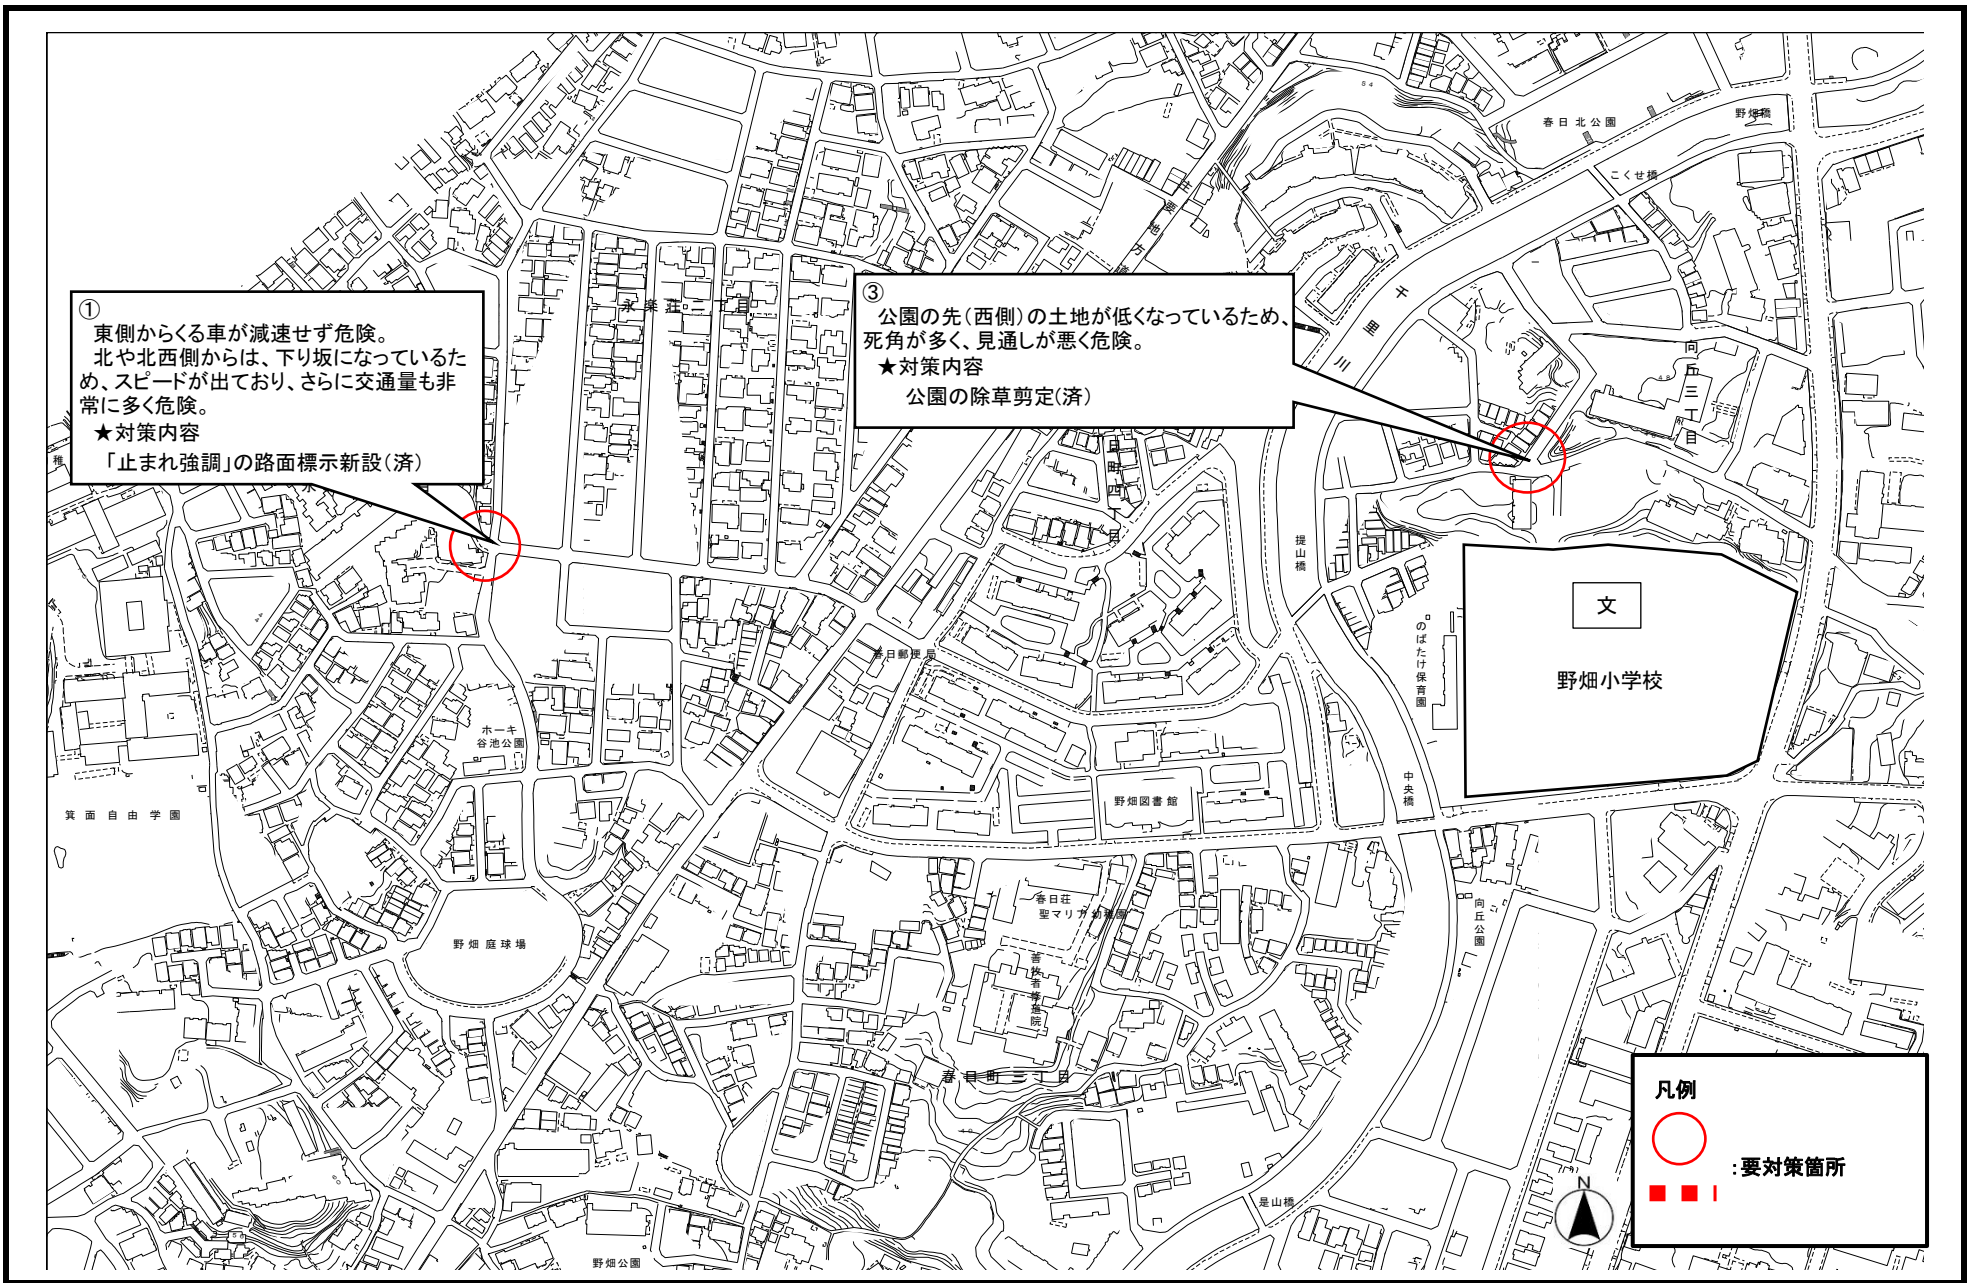 ①
東側からくる車が減速せず危険。
北や北西側からは、下り坂になっているた
め、スピードが出ており、さらに交通量も非
常に多く危険。
★対策内容
「止まれ強調」の路面標示新設(済)
③
公園の先(西側)の土地が低くなっているため、
死角が多く、見通しが悪く危険。
★対策内容
公園の除草剪定(済)
春日北公園
野畑橋
こくせ橋
千里川
向丘三丁目
提山橋
文
野畑小学校
のばたけ保育園
春日郵便局
ホーキ
谷池公園
箕面自由学園
野畑図書館
中央橋
春日荘
聖マリア幼稚園
野畑庭球場
向丘公園
春日町三丁目
是山橋
野畑公園
N
凡例
:要対策箇所